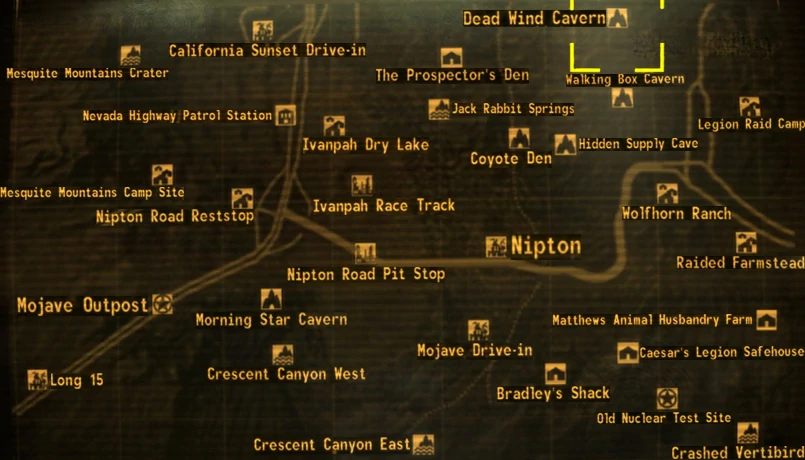 Dead Wind Cavern
California Sunset Drive-in
Mesquite Mountains Crater
The Prospector's Den
Walking Box Cavern
Nevada Highway Patrol Station
Jack Rabbit Springs
Legion Raid Camp
Ivanpah Dry Lake
Coyote Den
Hidden Supply Cave
Mesquite Mountains Camp Site
Nipton Road Reststop
Ivanpah Race Track
Wolfhorn Ranch
Nipton
Raided Farmstead
Nipton Road Pit Stop
Mojave Outpost
Morning Star Cavern
Matthews Animal Husbandry Farm
Mojave Drive-in
Caesar's Legion Safehouse
Crescent Canyon West
Long 15
Bradley's Shack
Old Nuclear Test Site
Crescent Canyon East
Crashed Vertibird